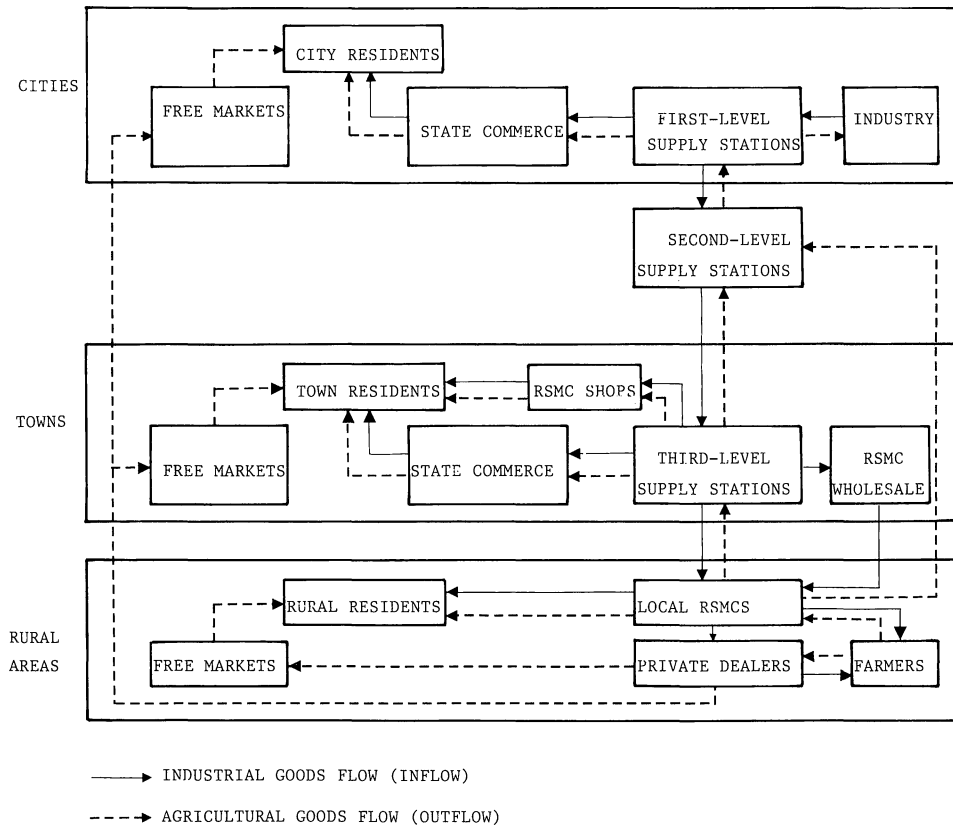 CITIES
CITY RESIDENTS
FREE MARKETS
STATE COMMERCE
FIRST-LEVEL
SUPPLY STATIONS
INDUSTRY
SECOND-LEVEL
SUPPLY STATIONS
TOWNS
TOWN RESIDENTS
RSMC SHOPS
FREE MARKETS
STATE COMMERCE
THIRD-LEVEL
SUPPLY STATIONS
RSMC
WHOLESALE
RURAL
AREAS
RURAL RESIDENTS
LOCAL RSMCS
FREE MARKETS
PRIVATE DEALERS
FARMERS
INDUSTRIAL GOODS FLOW (INFLOW)
AGRICULTURAL GOODS FLOW (OUTFLOW)